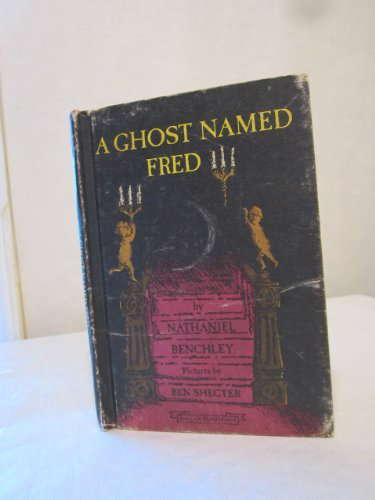 A GHOST NAMED
FRED
by
NATHANIEL
BENCHLEY
Pictures by
BEN SHECTER